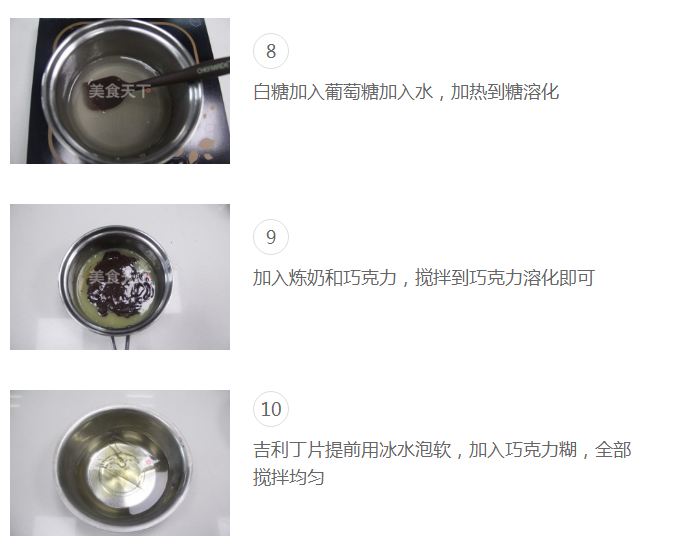 美食天下
8
白糖加入葡萄糖加入水，加热到糖溶化
美食天下
9
加入炼奶和巧克力，搅拌到巧克力溶化即可
10
吉利丁片提前用冰水泡软，加入巧克力糊，全部
搅拌均匀